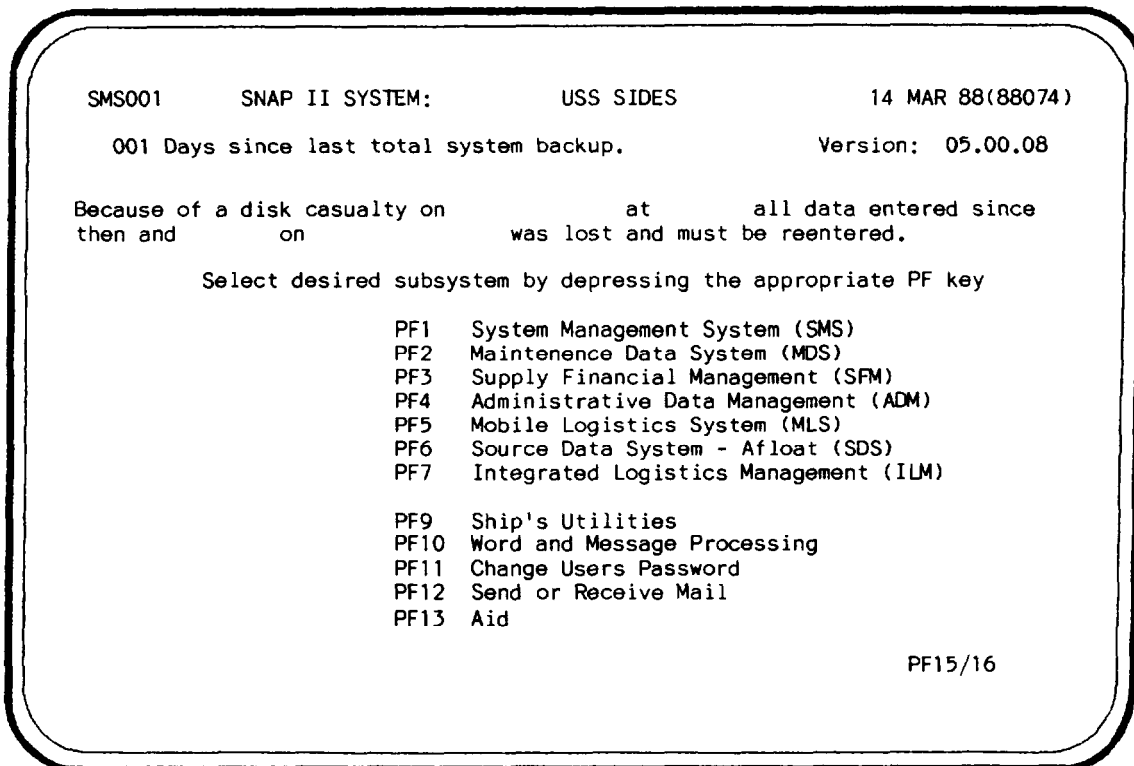 SMS001 SNAP II SYSTEM: USS SIDES 14 MAR 88(88074)
001 Days since last total system backup. Version: 05.00.08
Because of a disk casualty on at all data entered since
then and on was lost and must be reentered.
Select desired subsystem by depressing the appropriate PF key
PF1 System Management System (SMS)
PF2 Maintenence Data System (MDS)
PF3 Supply Financial Management (SFM)
PF4 Administrative Data Management (ADM)
PF5 Mobile Logistics System (MLS)
PF6 Source Data System - Afloat (SDS)
PF7 Integrated Logistics Management (ILM)
PF9 Ship's Utilities
PF10 Word and Message Processing
PF11 Change Users Password
PF12 Send or Receive Mail
PF13 Aid
PF15/16